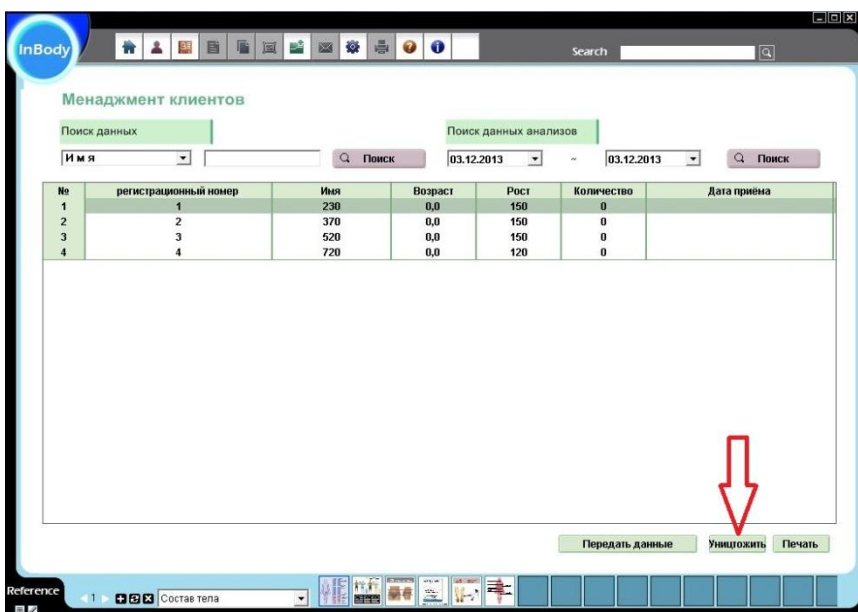 InBody
Search
Менаджмент клиентов
Поиск данных
Поиск данных анализов
Имя
Поиск
03.12.2013 ~ 03.12.2013
Поиск
№ регистрационный номер Имя Возраст Рост Количество Дата приёма
1 1 230 0,0 150 0
2 2 370 0,0 150 0
3 3 520 0,0 150 0
4 4 720 0,0 120 0
Передать данные Уництожить Печать
Reference
1 Состав тела